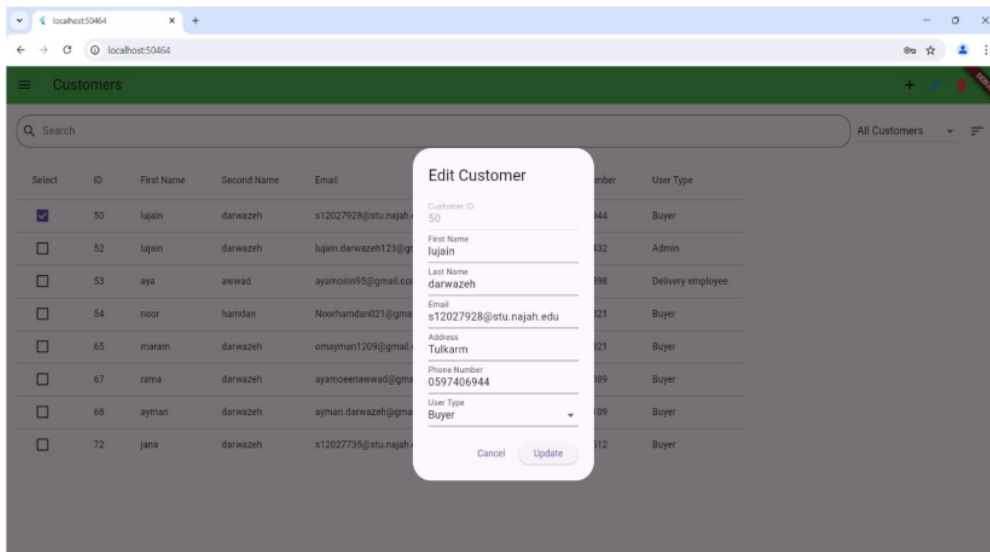 localhost:50464
localhost:50464
Customers
Search
All Customers
Select ID First Name Second Name Email User Type
50 lujain darwazeh Buyer
52 lujain darwazeh Admin
53 aya awwad Delivery employee
54 noor hamdan Buyer
65 maram darwazeh Buyer
67 rama darwazeh Buyer
68 ayman darwazeh Buyer
72 jana darwazeh Buyer
Edit Customer
Customer ID
50
First Name
lujain
Last Name
darwazeh
Email
s12027928@stu.najah.edu
Address
Tulkarm
Phone Number
0597406944
User Type
Buyer
Cancel Update